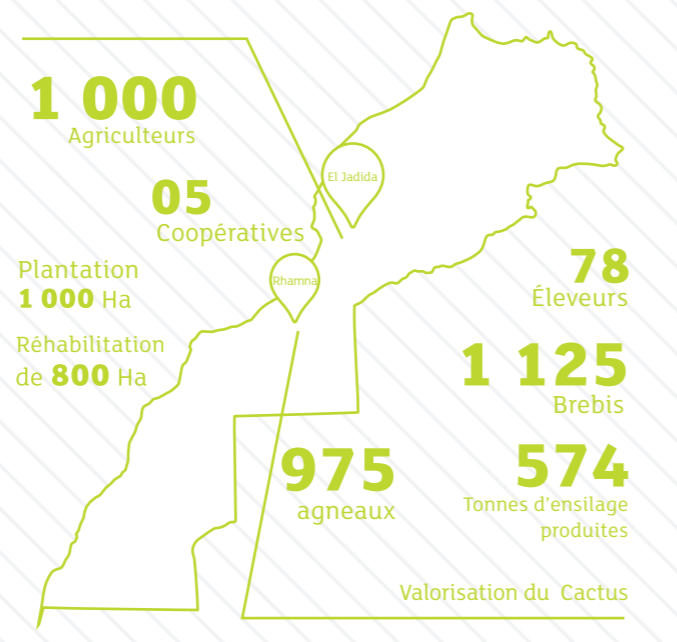 1 000
Agriculteurs
05
Coopératives
Plantation
1 000 Ha
Réhabilitation
de 800 Ha
El Jadida
Rhamna
78
Éleveurs
1 125
Brebis
975
agneaux
574
Tonnes d'ensilage
produites
Valorisation du Cactus